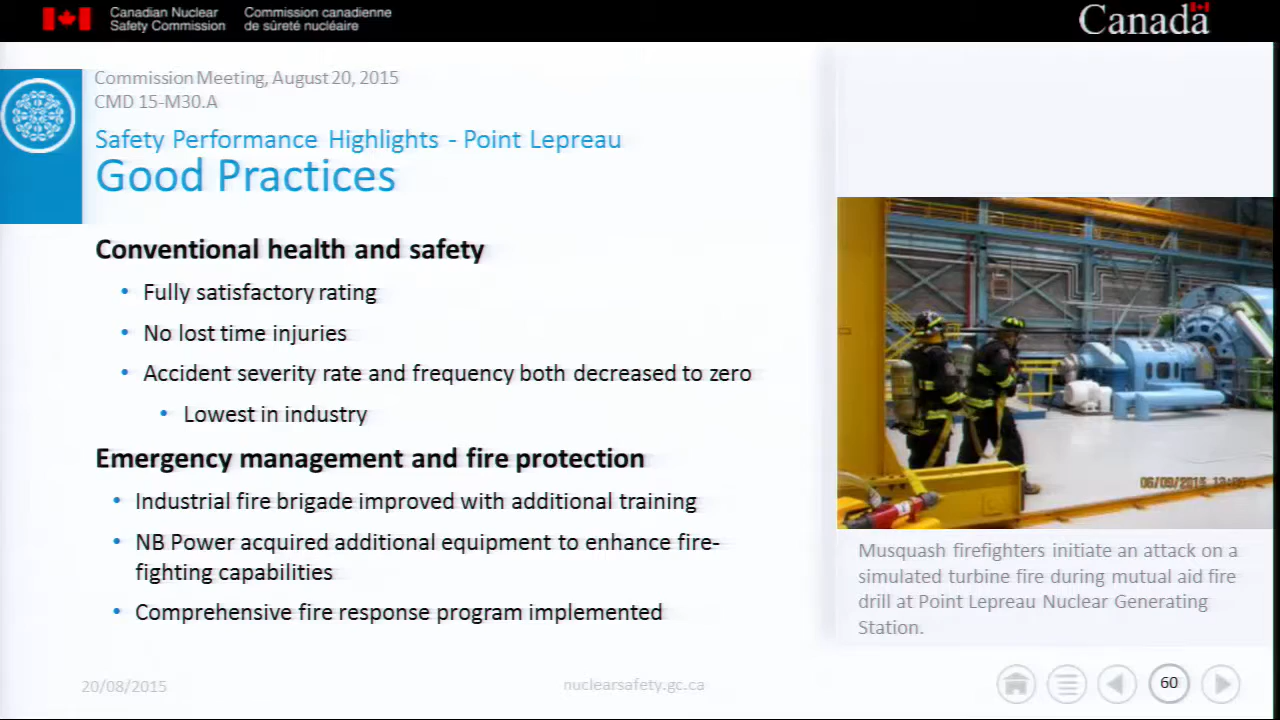 Canadian Nuclear
Safety Commission
Commission canadienne
de sûreté nucléaire
Canada
Commission Meeting, August 20, 2015
CMD 15-M30.A
Safety Performance Highlights - Point Lepreau
Good Practices
Conventional health and safety
• Fully satisfactory rating
• No lost time injuries
• Accident severity rate and frequency both decreased to zero
• Lowest in industry
Emergency management and fire protection
• Industrial fire brigade improved with additional training
• NB Power acquired additional equipment to enhance fire-
fighting capabilities
• Comprehensive fire response program implemented
Musquash firefighters initiate an attack on a
simulated turbine fire during mutual aid fire
drill at Point Lepreau Nuclear Generating
Station.
20/08/2015
nuclearsafety.gc.ca
60